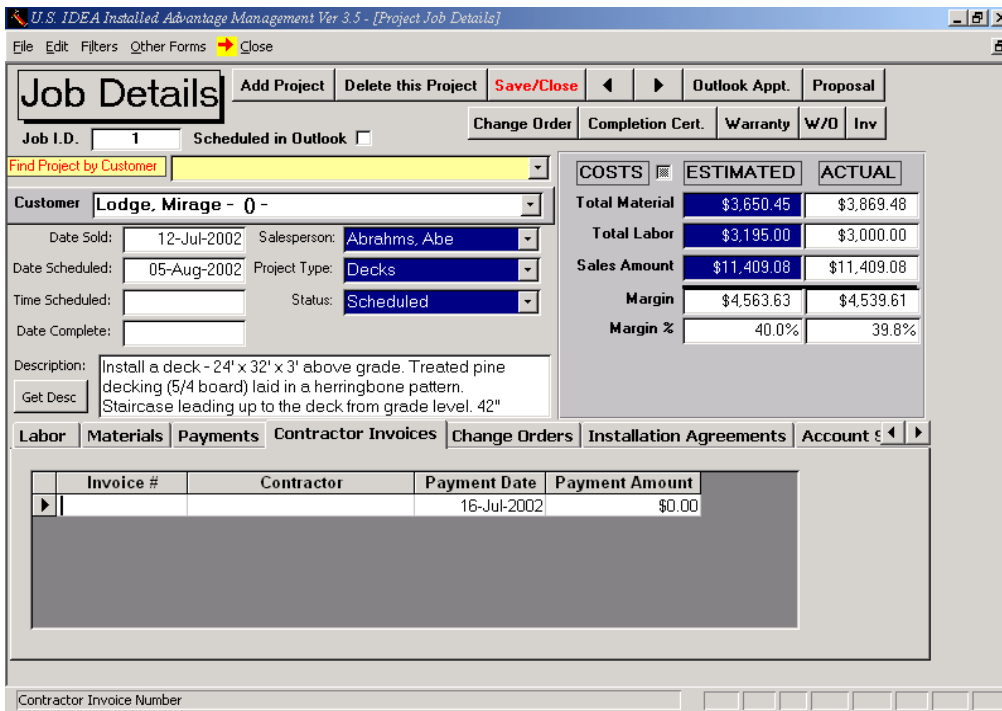 U.S. IDEA Installed Advantage Management Ver 3.5 - [Project Job Details]
File Edit Filters Other Forms Close
Job Details
Add Project Delete this Project Save/Close Outlook Appt. Proposal
Change Order Completion Cert. Warranty W/O Inv
Job I.D. 1 Scheduled in Outlook
Find Project by Customer
Customer Lodge, Mirage - () -
Date Sold: 12-Jul-2002 Salesperson: Abrahms, Abe
Date Scheduled: 05-Aug-2002 Project Type: Decks
Time Scheduled: Status: Scheduled
Date Complete:
COSTS ESTIMATED ACTUAL
Total Material $3,650.45 $3,869.48
Total Labor $3,195.00 $3,000.00
Sales Amount $11,409.08 $11,409.08
Margin $4,563.63 $4,539.61
Margin % 40.0% 39.8%
Description: Install a deck - 24' x 32' x 3' above grade. Treated pine
Get Desc decking (5/4 board) laid in a herringbone pattern.
Staircase leading up to the deck from grade level. 42"
Labor Materials Payments Contractor Invoices Change Orders Installation Agreements Account
Invoice # Contractor Payment Date Payment Amount
16-Jul-2002 $0.00
Contractor Invoice Number